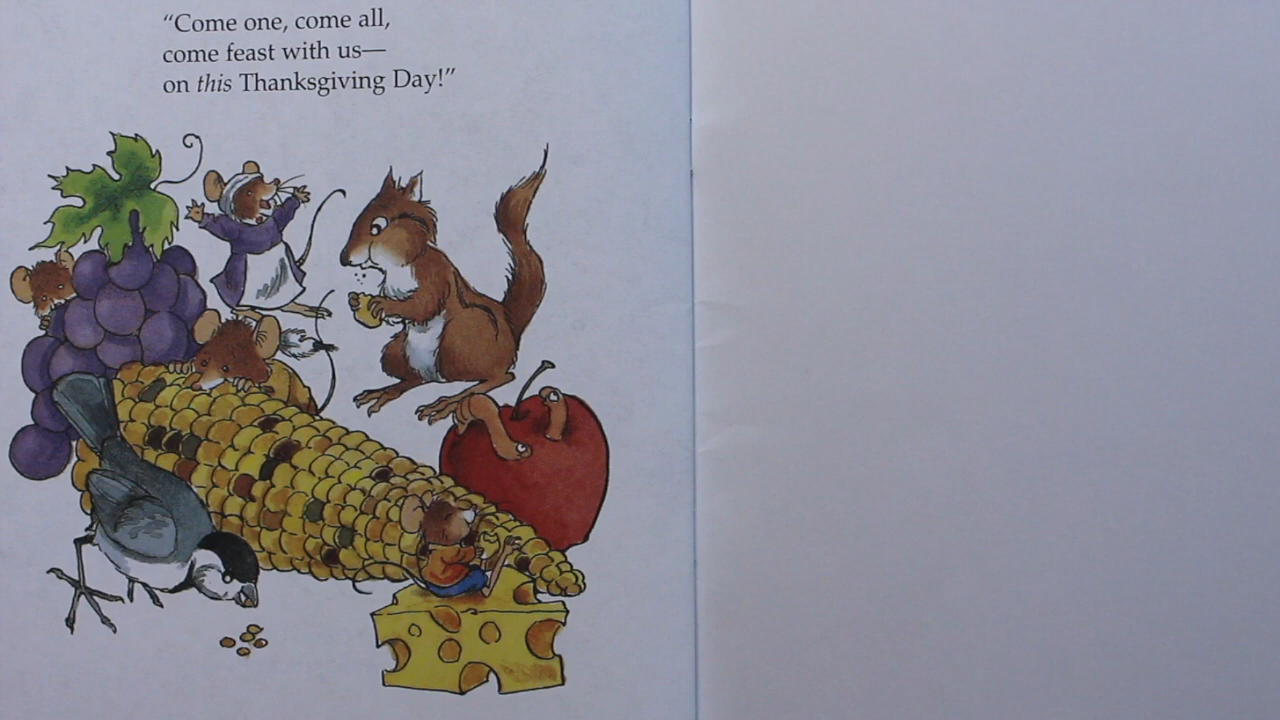 “Come one, come all,
come feast with us—
on this Thanksgiving Day!”